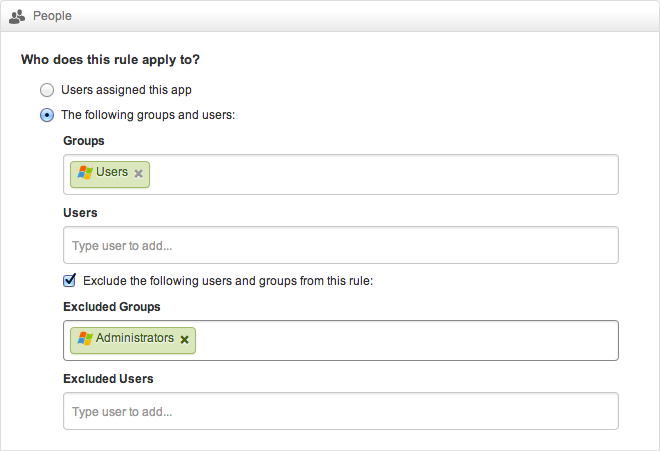 People
Who does this rule apply to?
Users assigned this app
The following groups and users:
Groups
Users
Users
Type user to add...
Exclude the following users and groups from this rule:
Excluded Groups
Administrators
Excluded Users
Type user to add...